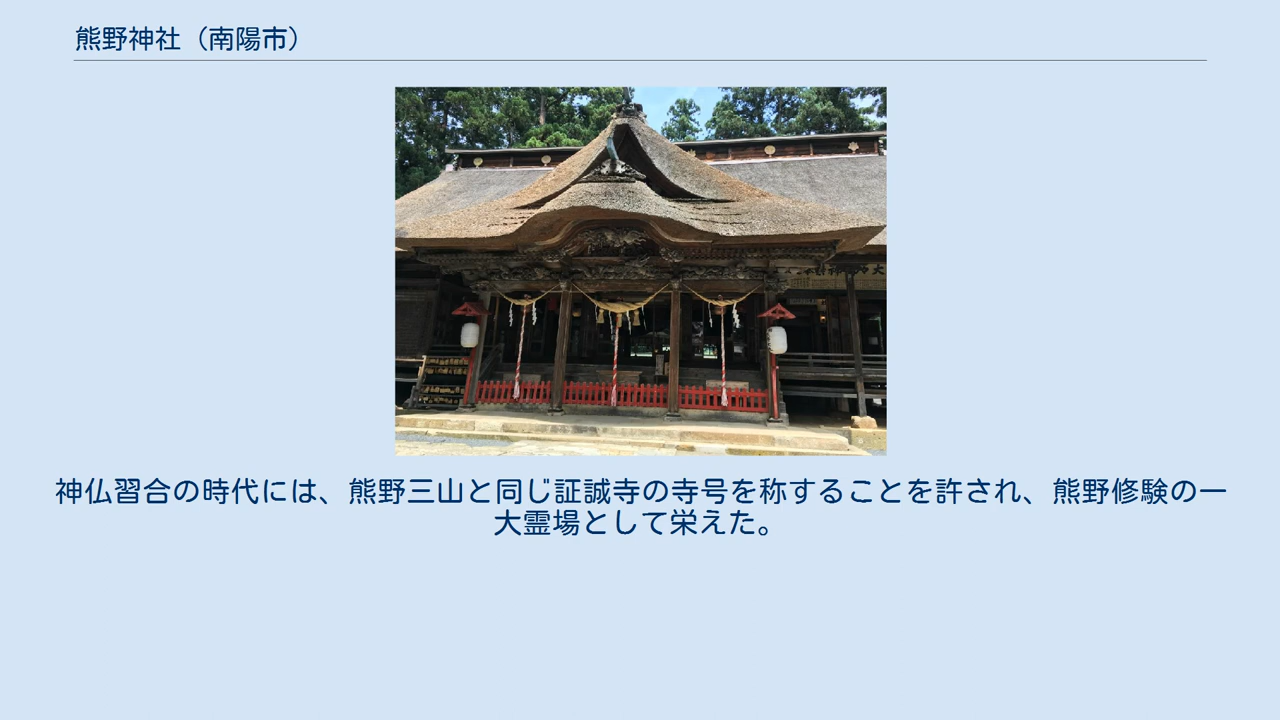 熊野神社（南陽市）
神仏習合の時代には、熊野三山と同じ証誠寺の寺号を称することを許され、熊野修験の一
大霊場として栄えた。